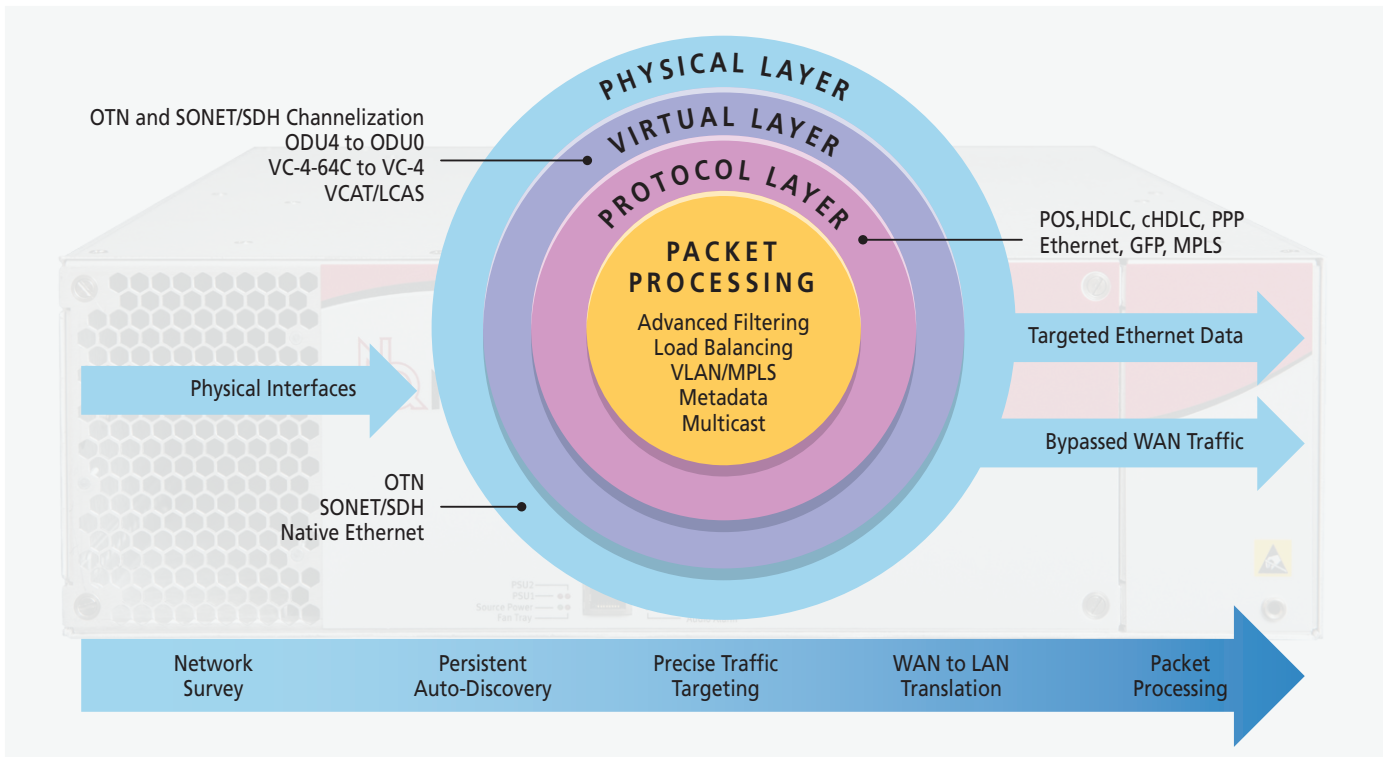 PHYSICAL LAYER
VIRTUAL LAYER
PROTOCOL LAYER
PACKET
PROCESSING
Advanced Filtering
Load Balancing
VLAN/MPLS
Metadata
Multicast
OTN and SONET/SDH Channelization
ODU4 to ODU0
VC-4-64C to VC-4
VCAT/LCAS
POS,HDLC, cHDLC, PPP
Ethernet, GFP, MPLS
Physical Interfaces
Targeted Ethernet Data
Bypassed WAN Traffic
OTN
SONET/SDH
Native Ethernet
PSU2
PSU1
Source Power
Fan Tray
Network
Survey
Persistent
Auto-Discovery
Precise Traffic
Targeting
WAN to LAN
Translation
Packet
Processing